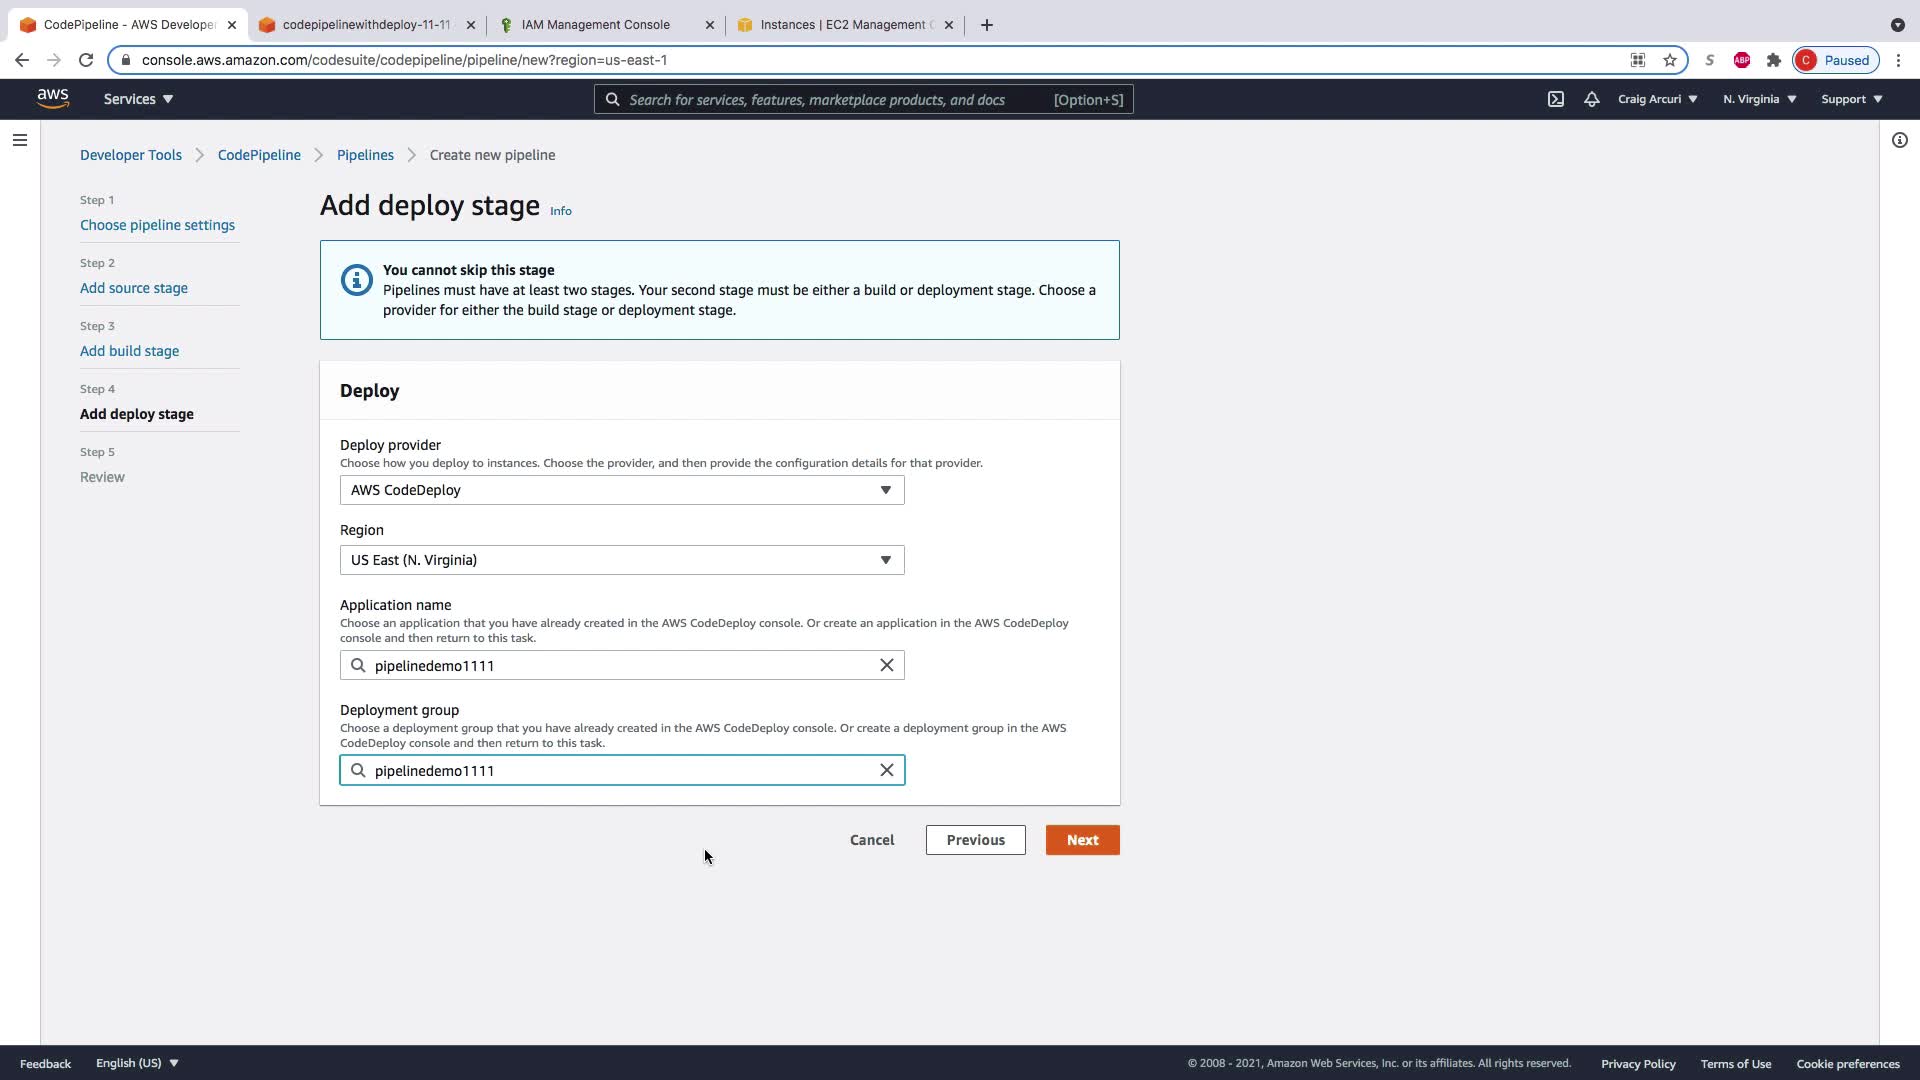 CodePipeline - AWS Developer
codepipelinewithdeploy-11-11
IAM Management Console
Instances | EC2 Management C
console.aws.amazon.com/codesuite/codepipeline/pipeline/new?region=us-east-1
S
ABP
C
Paused
aws
Services
Search for services, features, marketplace products, and docs
[Option+S]
Craig Arcuri
N. Virginia
Support
Developer Tools
CodePipeline
Pipelines
Create new pipeline
Step 1
Choose pipeline settings
Step 2
Add source stage
Step 3
Add build stage
Step 4
Add deploy stage
Step 5
Review
Add deploy stage Info
You cannot skip this stage
Pipelines must have at least two stages. Your second stage must be either a build or deployment stage. Choose a
provider for either the build stage or deployment stage.
Deploy
Deploy provider
Choose how you deploy to instances. Choose the provider, and then provide the configuration details for that provider.
AWS CodeDeploy
Region
US East (N. Virginia)
Application name
Choose an application that you have already created in the AWS CodeDeploy console. Or create an application in the AWS CodeDeploy
console and then return to this task.
pipelinedemo1111
Deployment group
Choose a deployment group that you have already created in the AWS CodeDeploy console. Or create a deployment group in the AWS
CodeDeploy console and then return to this task.
pipelinedemo1111
Cancel
Previous
Next
Feedback
English (US)
© 2008 - 2021, Amazon Web Services, Inc. or its affiliates. All rights reserved.
Privacy Policy
Terms of Use
Cookie preferences